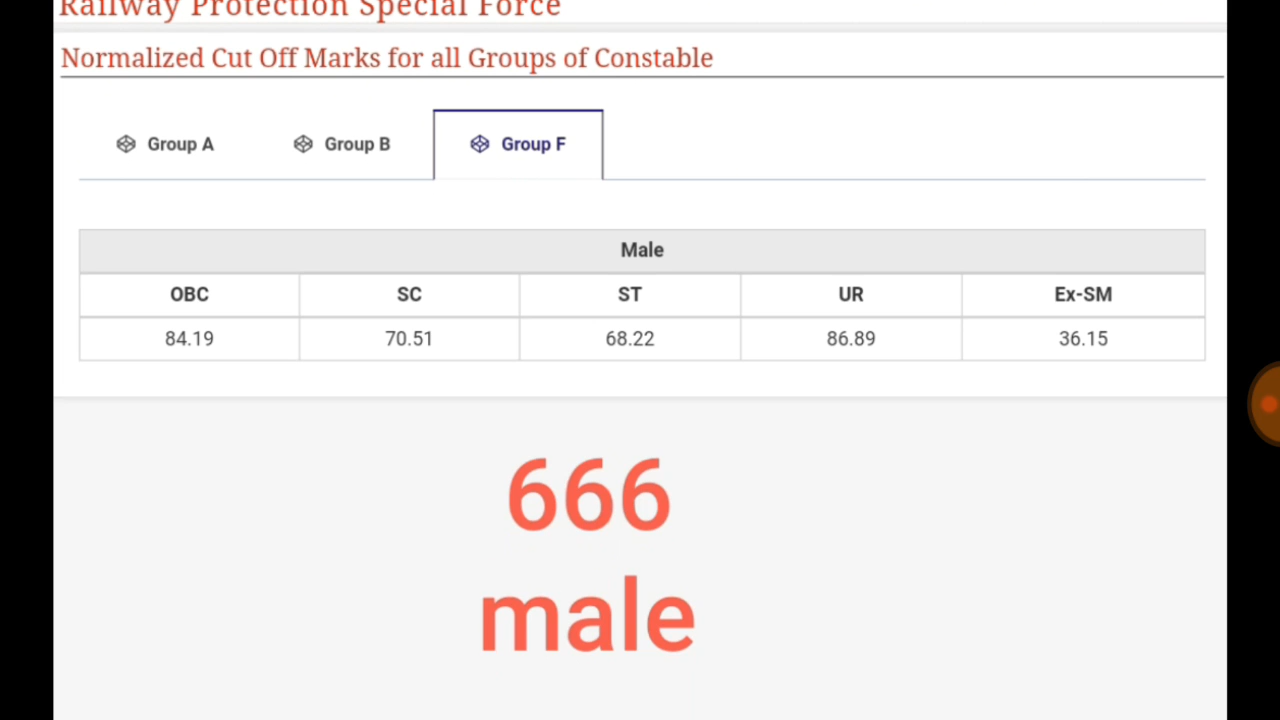 Railway Protection Special Force
Normalized Cut Off Marks for all Groups of Constable
Group A Group B Group F
Male
OBC SC ST UR Ex-SM
84.19 70.51 68.22 86.89 36.15
666
male